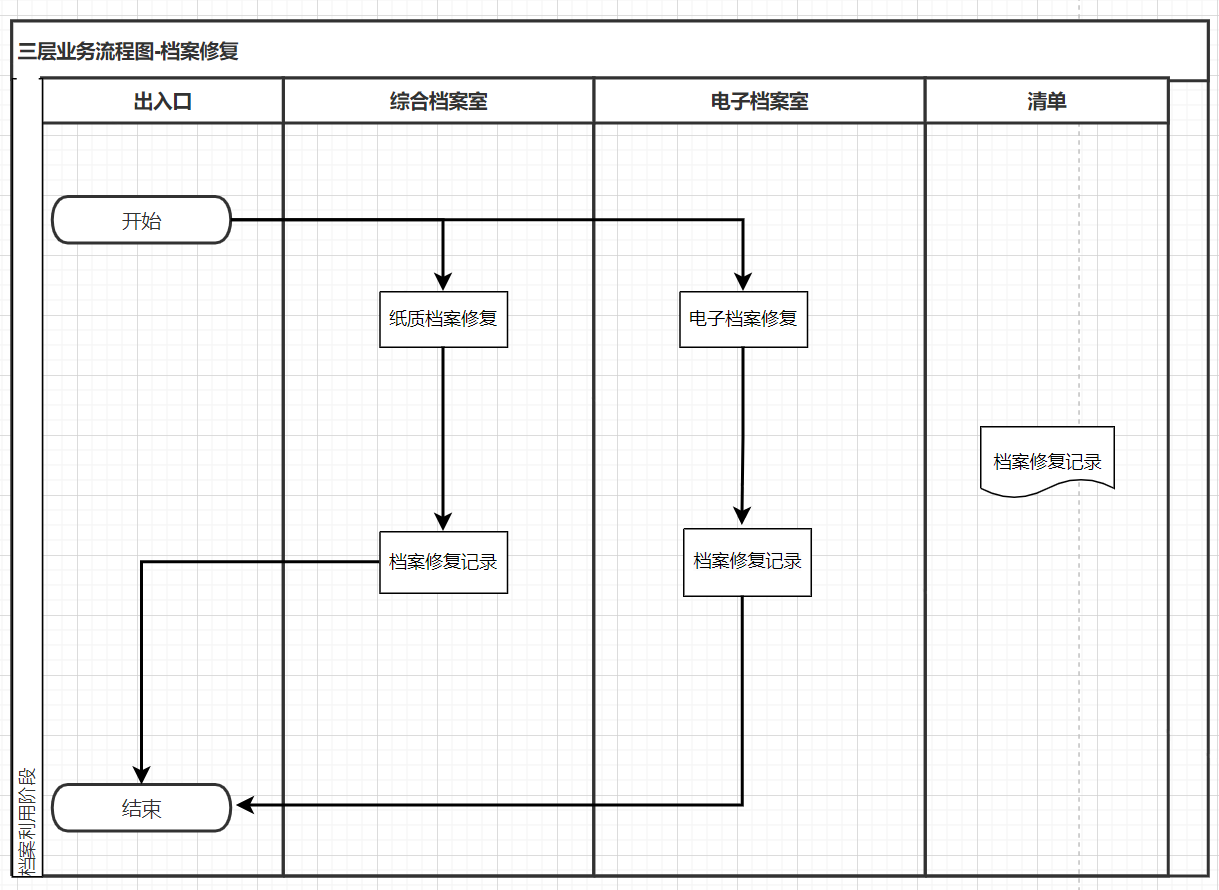 三层业务流程图-档案修复
出入口
综合档案室
电子档案室
清单
开始
纸质档案修复
电子档案修复
档案修复记录
档案修复记录
档案修复记录
结束
档案利用阶段